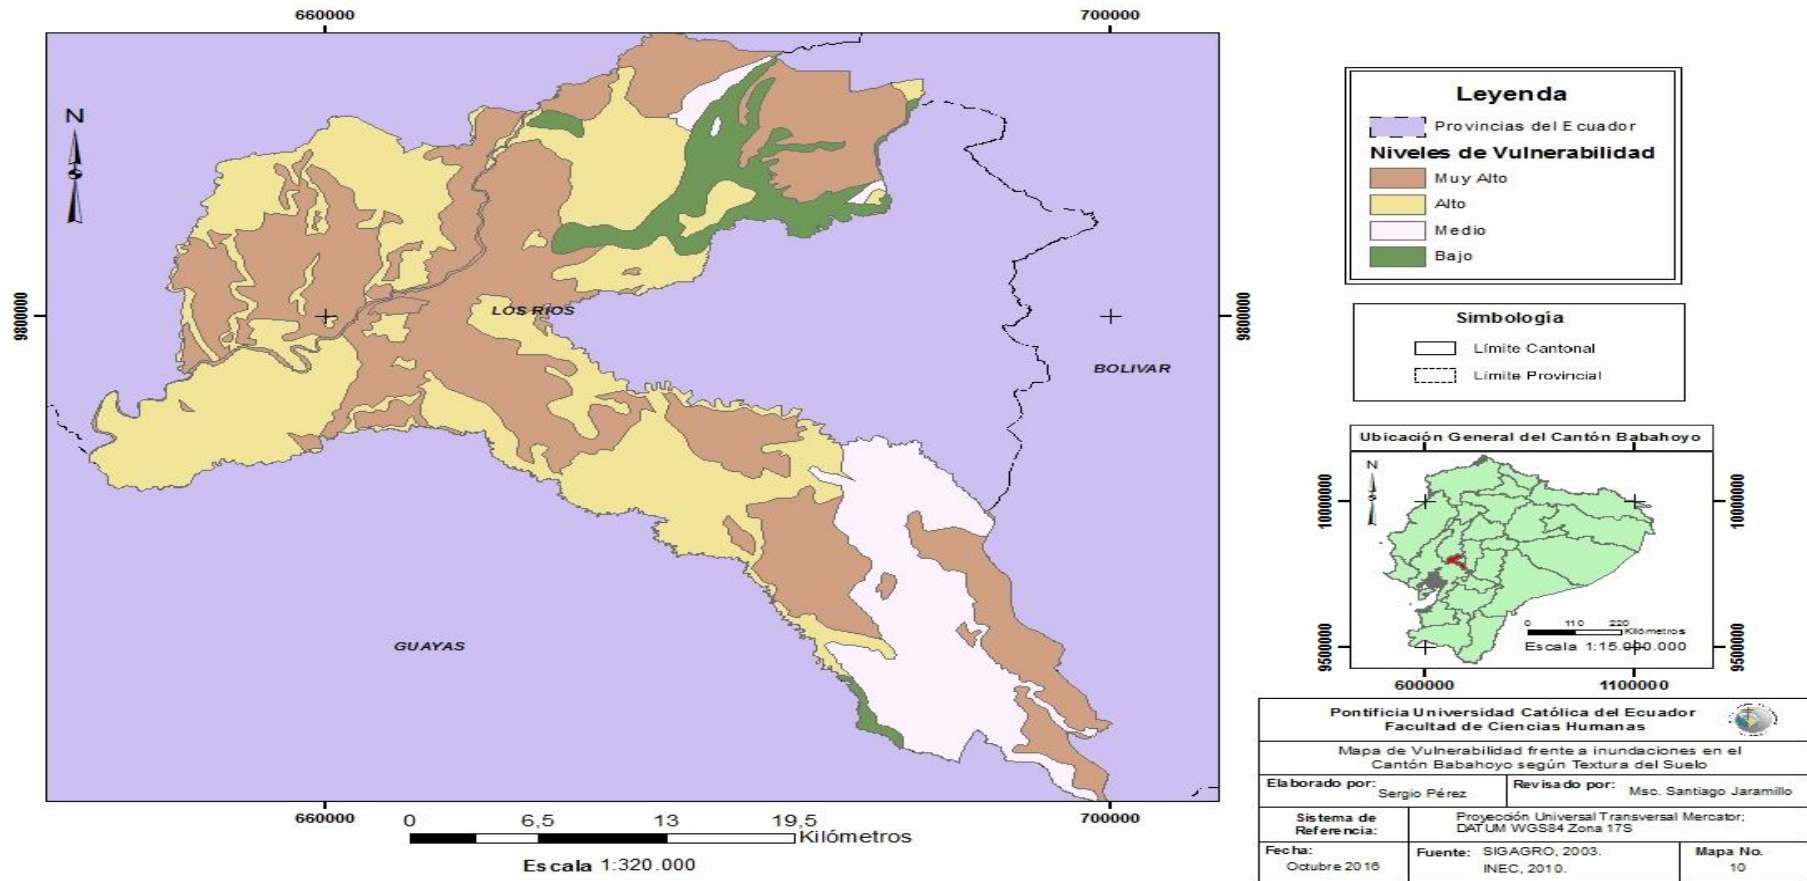 660000
700000
N
9800000
9800000
LOS RIOS
BOLIVAR
GUAYAS
660000
700000
0 6,5 13 19,5
Kilómetros
Escala 1:320.000
Leyenda
Provincias del Ecuador
Niveles de Vulnerabilidad
Muy Alto
Alto
Medio
Bajo
Simbología
Límite Cantonal
Límite Provincial
Ubicación General del Cantón Babahoyo
N
10000000
10000000
9500000
9500000
0 110 220
Kilómetros
Escala 1:15.000.000
600000
1100000
Pontificia Universidad Católica del Ecuador
Facultad de Ciencias Humanas
Mapa de Vulnerabilidad frente a inundaciones en el
Cantón Babahoyo según Textura del Suelo
Elaborado por: Sergio Pérez
Revisado por: Msc. Santiago Jaramillo
Sistema de
Referencia:
Proyección Universal Transversal Mercator;
DATUM WGS84 Zona 17S
Fecha:
Octubre 2016
Fuente: SIGAGRO, 2003.
INEC, 2010.
Mapa No.
10